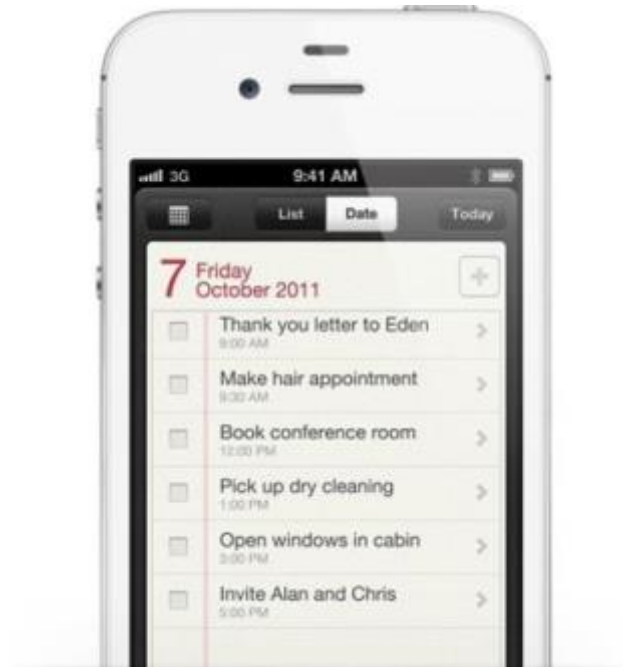 3G 9:41 AM
List Date Today
7 Friday
October 2011
Thank you letter to Eden
9:00 AM
Make hair appointment
9:30 AM
Book conference room
12:00 PM
Pick up dry cleaning
1:00 PM
Open windows in cabin
3:00 PM
Invite Alan and Chris
5:00 PM